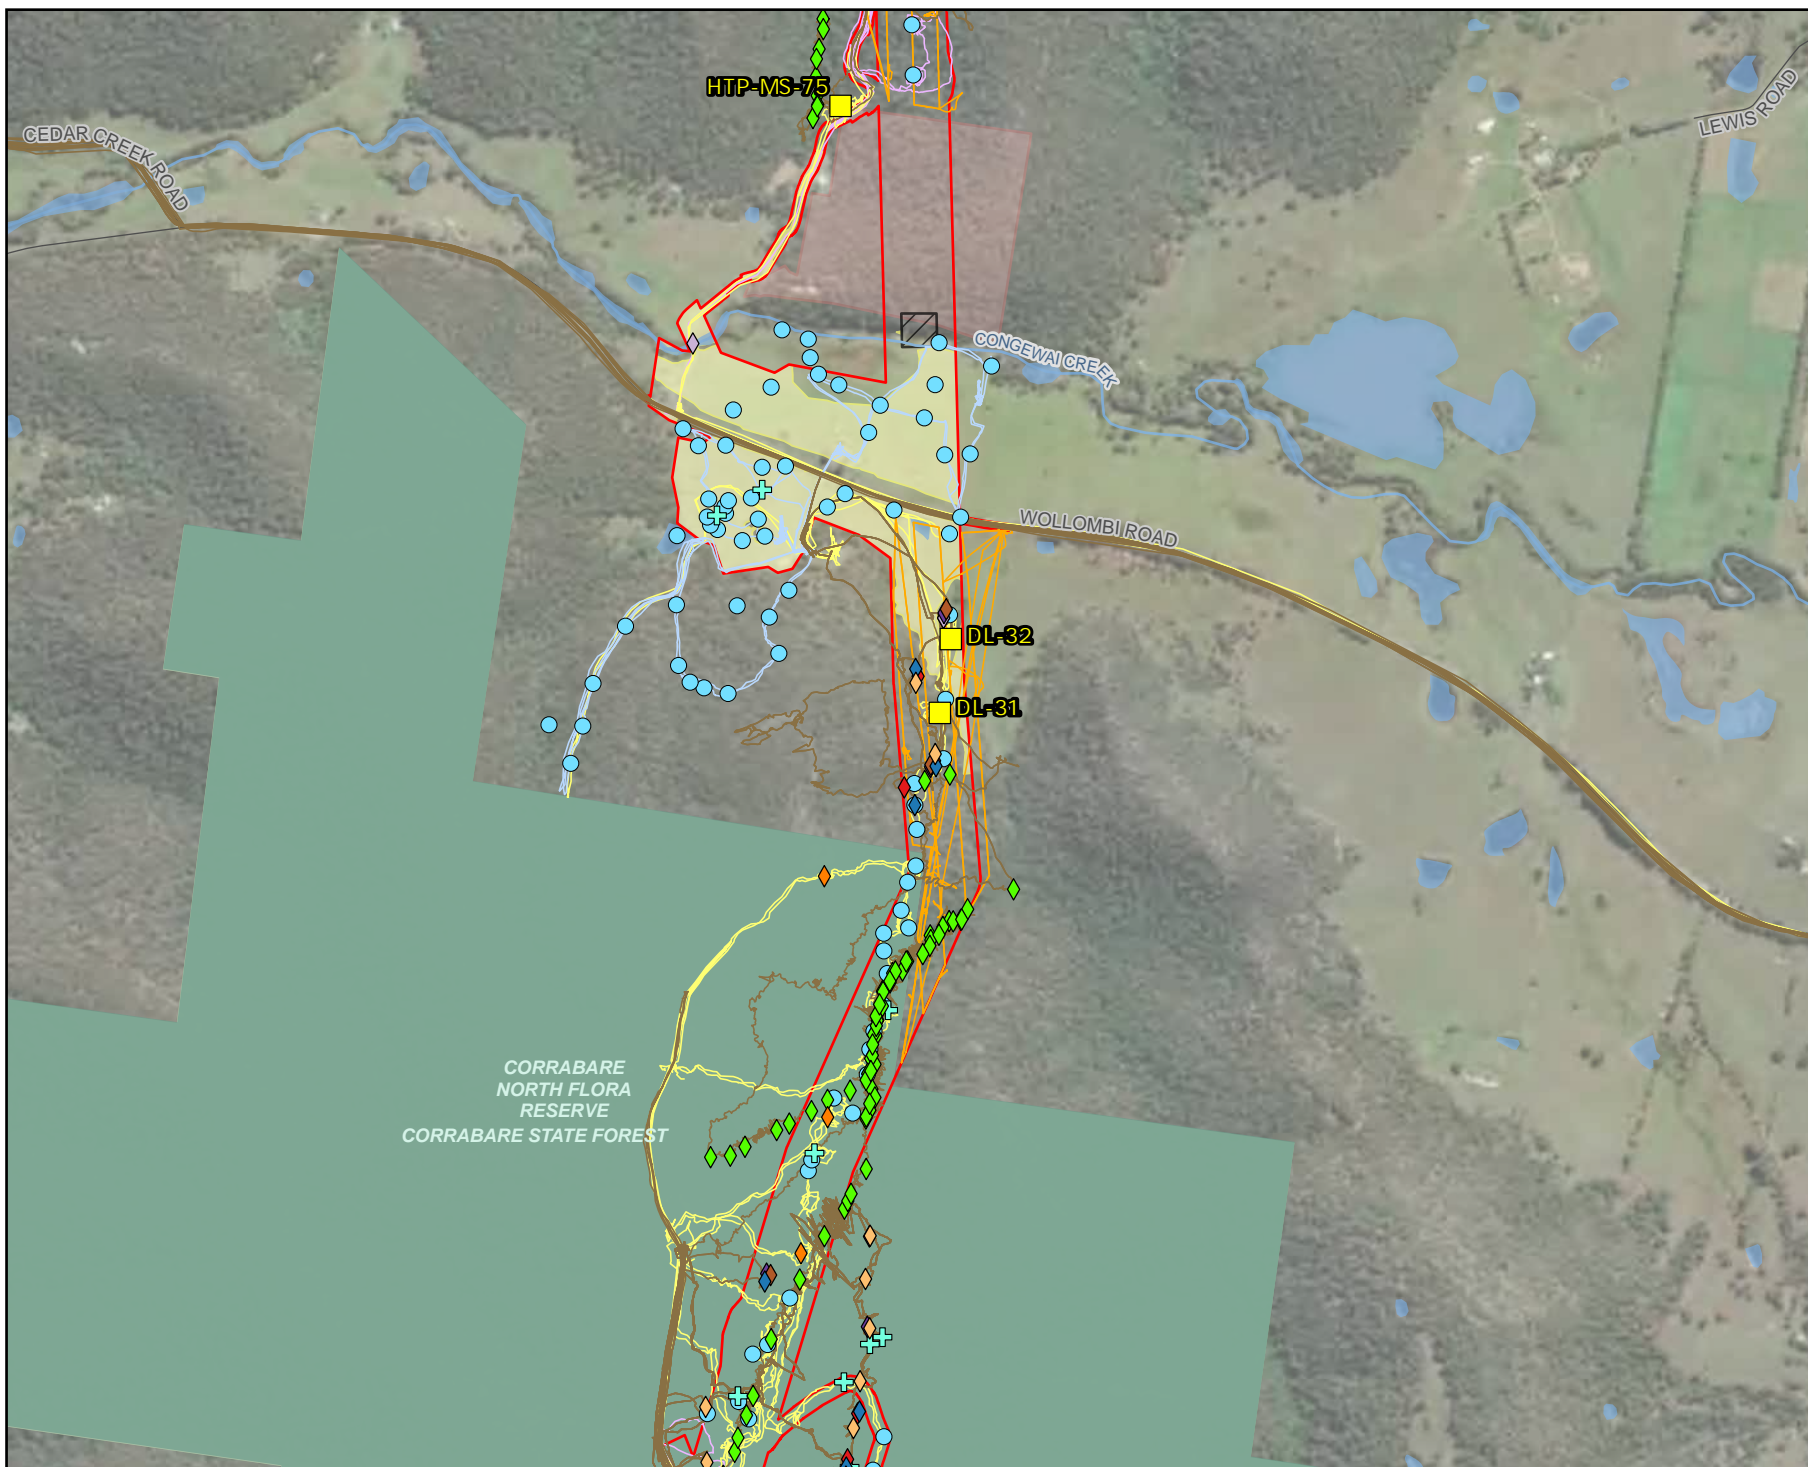 HTP-MS-75
CEDAR CREEK ROAD
LEWIS ROAD
CONGEWAI CREEK
WOLLOMBI ROAD
DL-32
DL-31
CORRABARE
NORTH FLORA
RESERVE
CORRABARE STATE FOREST